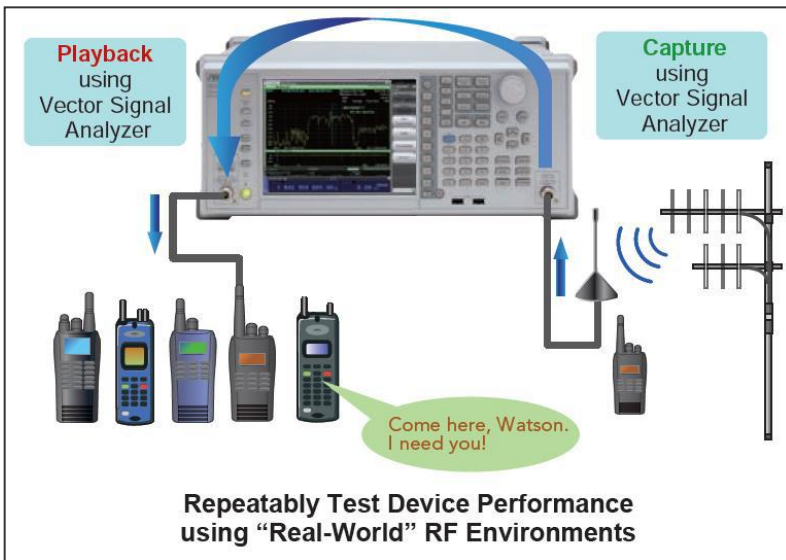 Playback
using
Vector Signal
Analyzer
Capture
using
Vector Signal
Analyzer
Come here, Watson.
I need you!
Repeatably Test Device Performance
using “Real-World” RF Environments